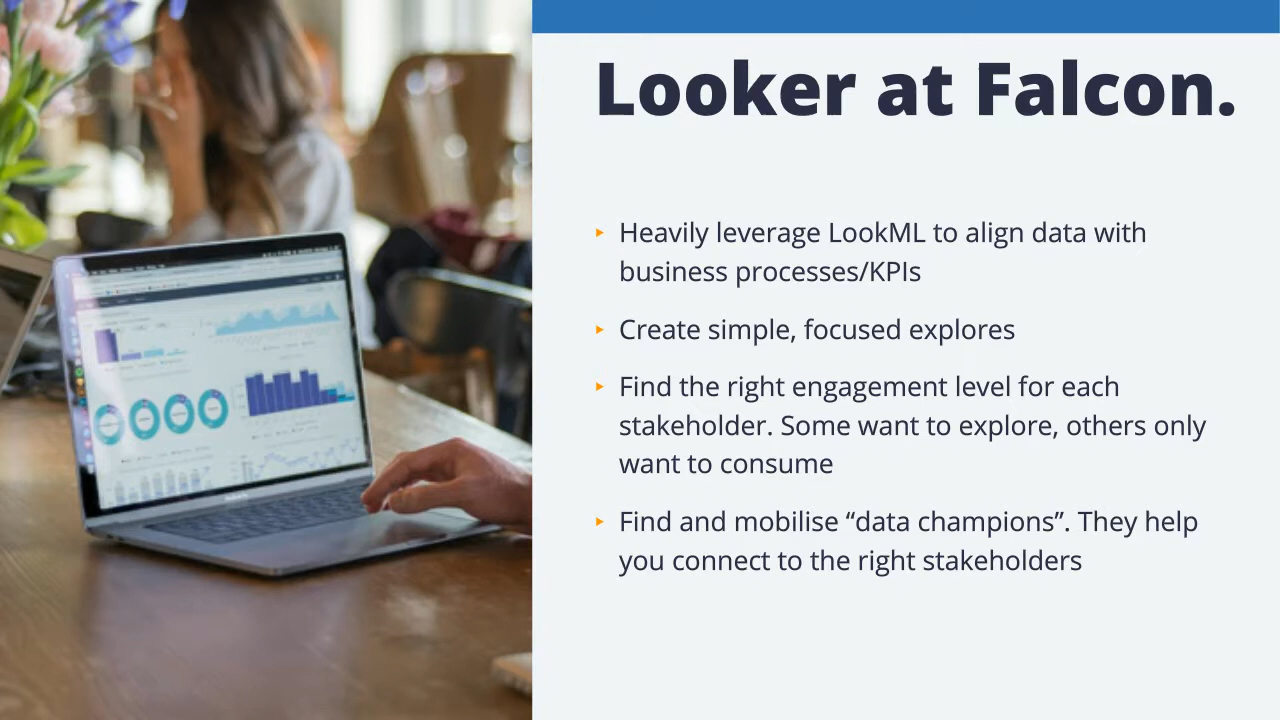 Looker at Falcon.
Heavily leverage LookML to align data with
business processes/KPIs
Create simple, focused explores
Find the right engagement level for each
stakeholder. Some want to explore, others only
want to consume
Find and mobilise “data champions”. They help
you connect to the right stakeholders